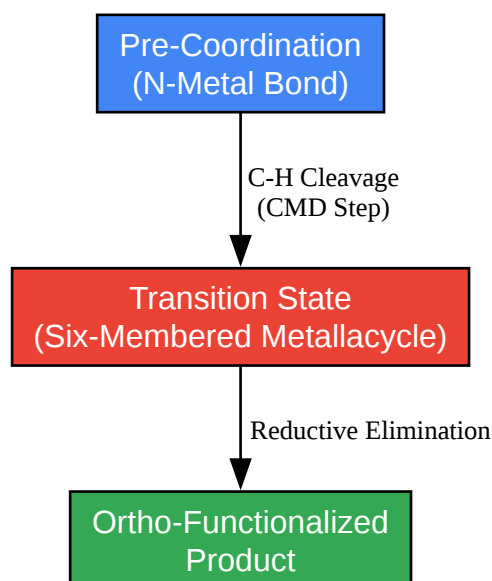 Pre-Coordination
(N-Metal Bond)
C-H Cleavage
(CMD Step)
Transition State
(Six-Membered Metallacycle)
Reductive Elimination
Ortho-Functionalized
Product